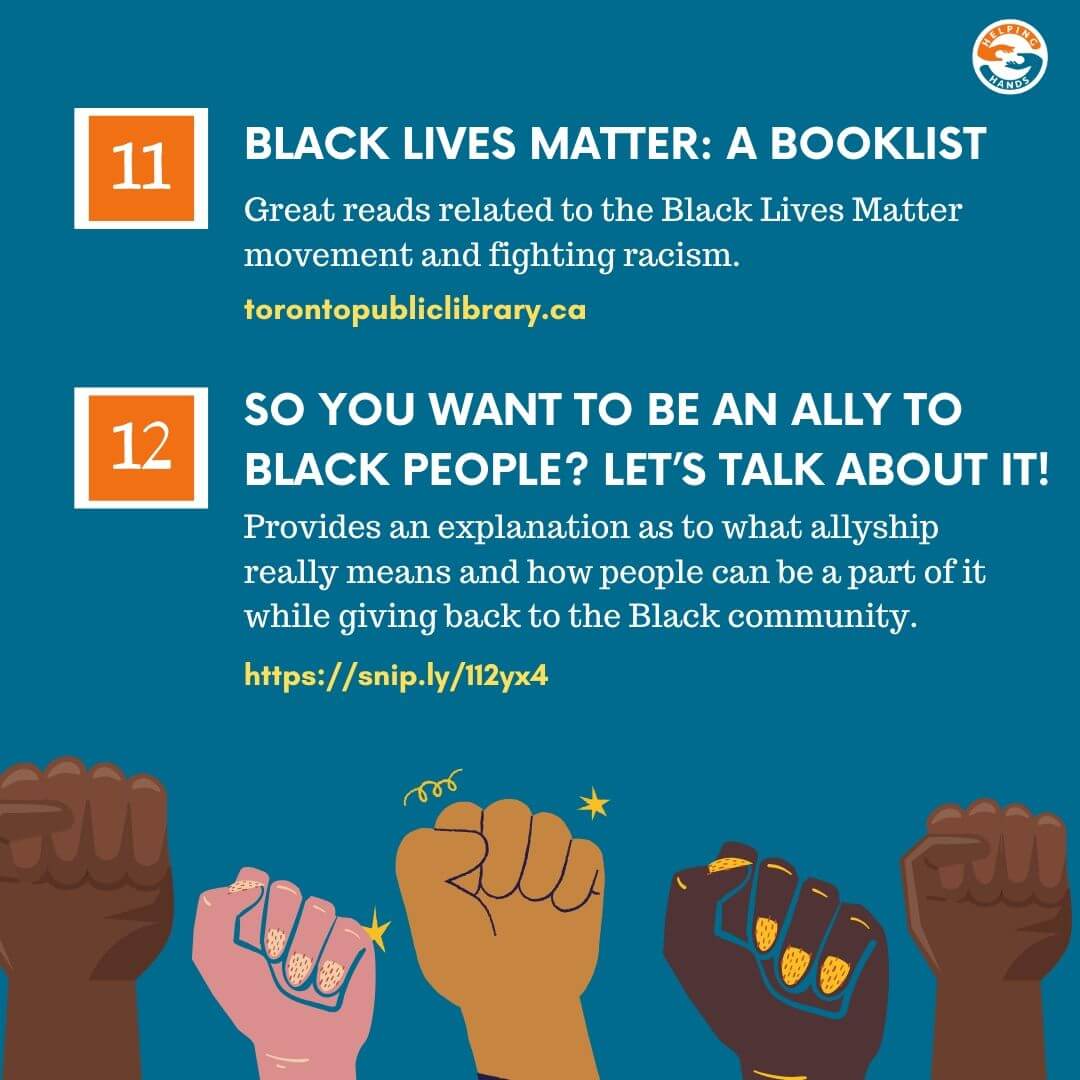 HELPING
HANDS
11
BLACK LIVES MATTER: A BOOKLIST
Great reads related to the Black Lives Matter
movement and fighting racism.
torontopubliclibrary.ca
12
SO YOU WANT TO BE AN ALLY TO
BLACK PEOPLE? LET'S TALK ABOUT IT!
Provides an explanation as to what allyship
really means and how people can be a part of it
while giving back to the Black community.
https://snip.ly/112yx4